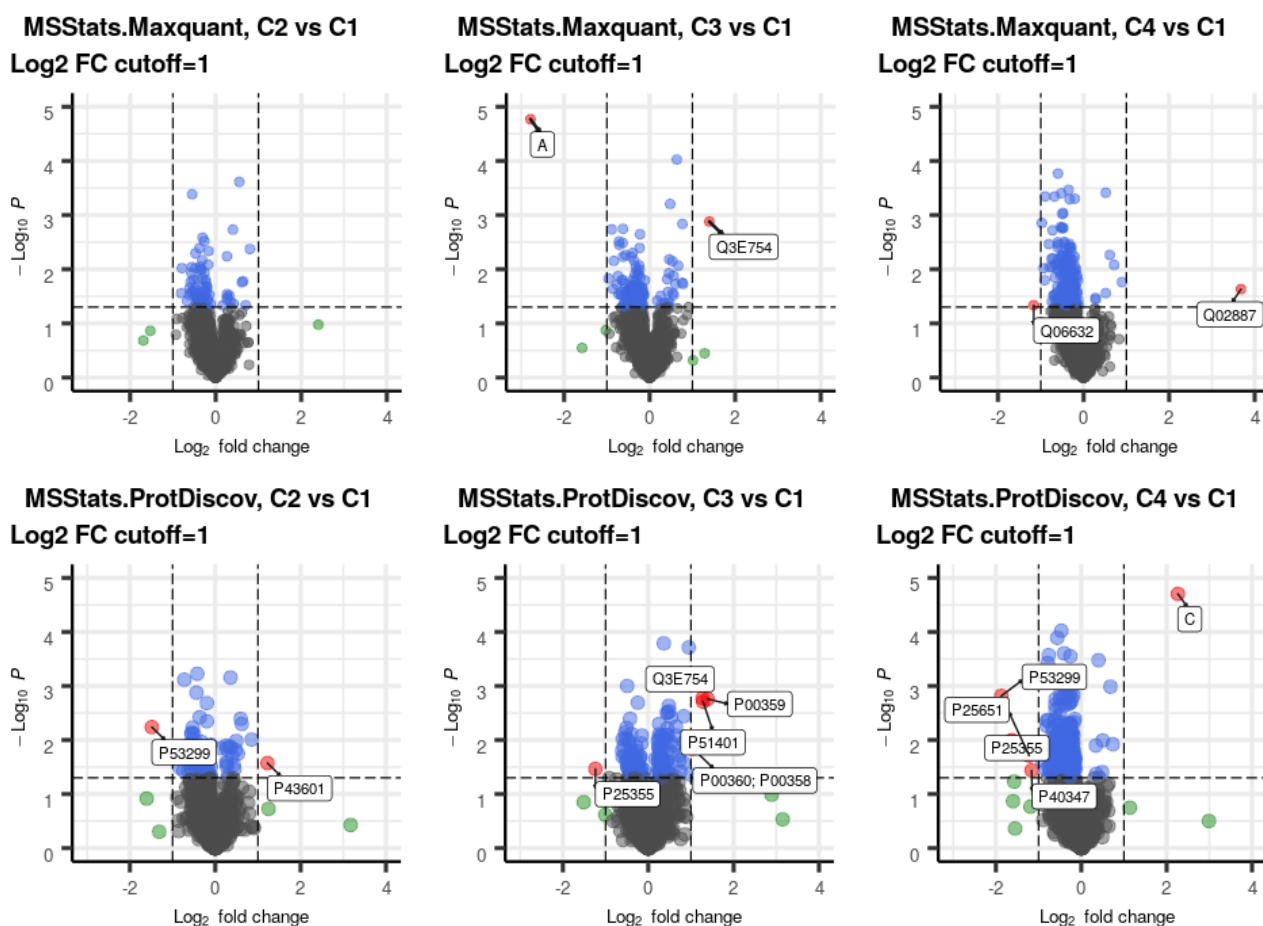 MSStats.Maxquant, C2 vs C1
Log2 FC cutoff=1
5
4
3
2
1
0
− Log10 P
-2 0 2 4
Log2 fold change
MSStats.Maxquant, C3 vs C1
Log2 FC cutoff=1
5
4
3
2
1
0
− Log10 P
A
Q3E754
-2 0 2 4
Log2 fold change
MSStats.Maxquant, C4 vs C1
Log2 FC cutoff=1
5
4
3
2
1
0
− Log10 P
Q02887
Q06632
-2 0 2 4
Log2 fold change
MSStats.ProtDiscov, C2 vs C1
Log2 FC cutoff=1
5
4
3
2
1
0
− Log10 P
P53299
P43601
-2 0 2 4
Log2 fold change
MSStats.ProtDiscov, C3 vs C1
Log2 FC cutoff=1
5
4
3
2
1
0
− Log10 P
Q3E754
P00359
P51401
P00360; P00358
P25355
-2 0 2 4
Log2 fold change
MSStats.ProtDiscov, C4 vs C1
Log2 FC cutoff=1
5
4
3
2
1
0
− Log10 P
C
P53299
P25651
P25355
P40347
-2 0 2 4
Log2 fold change